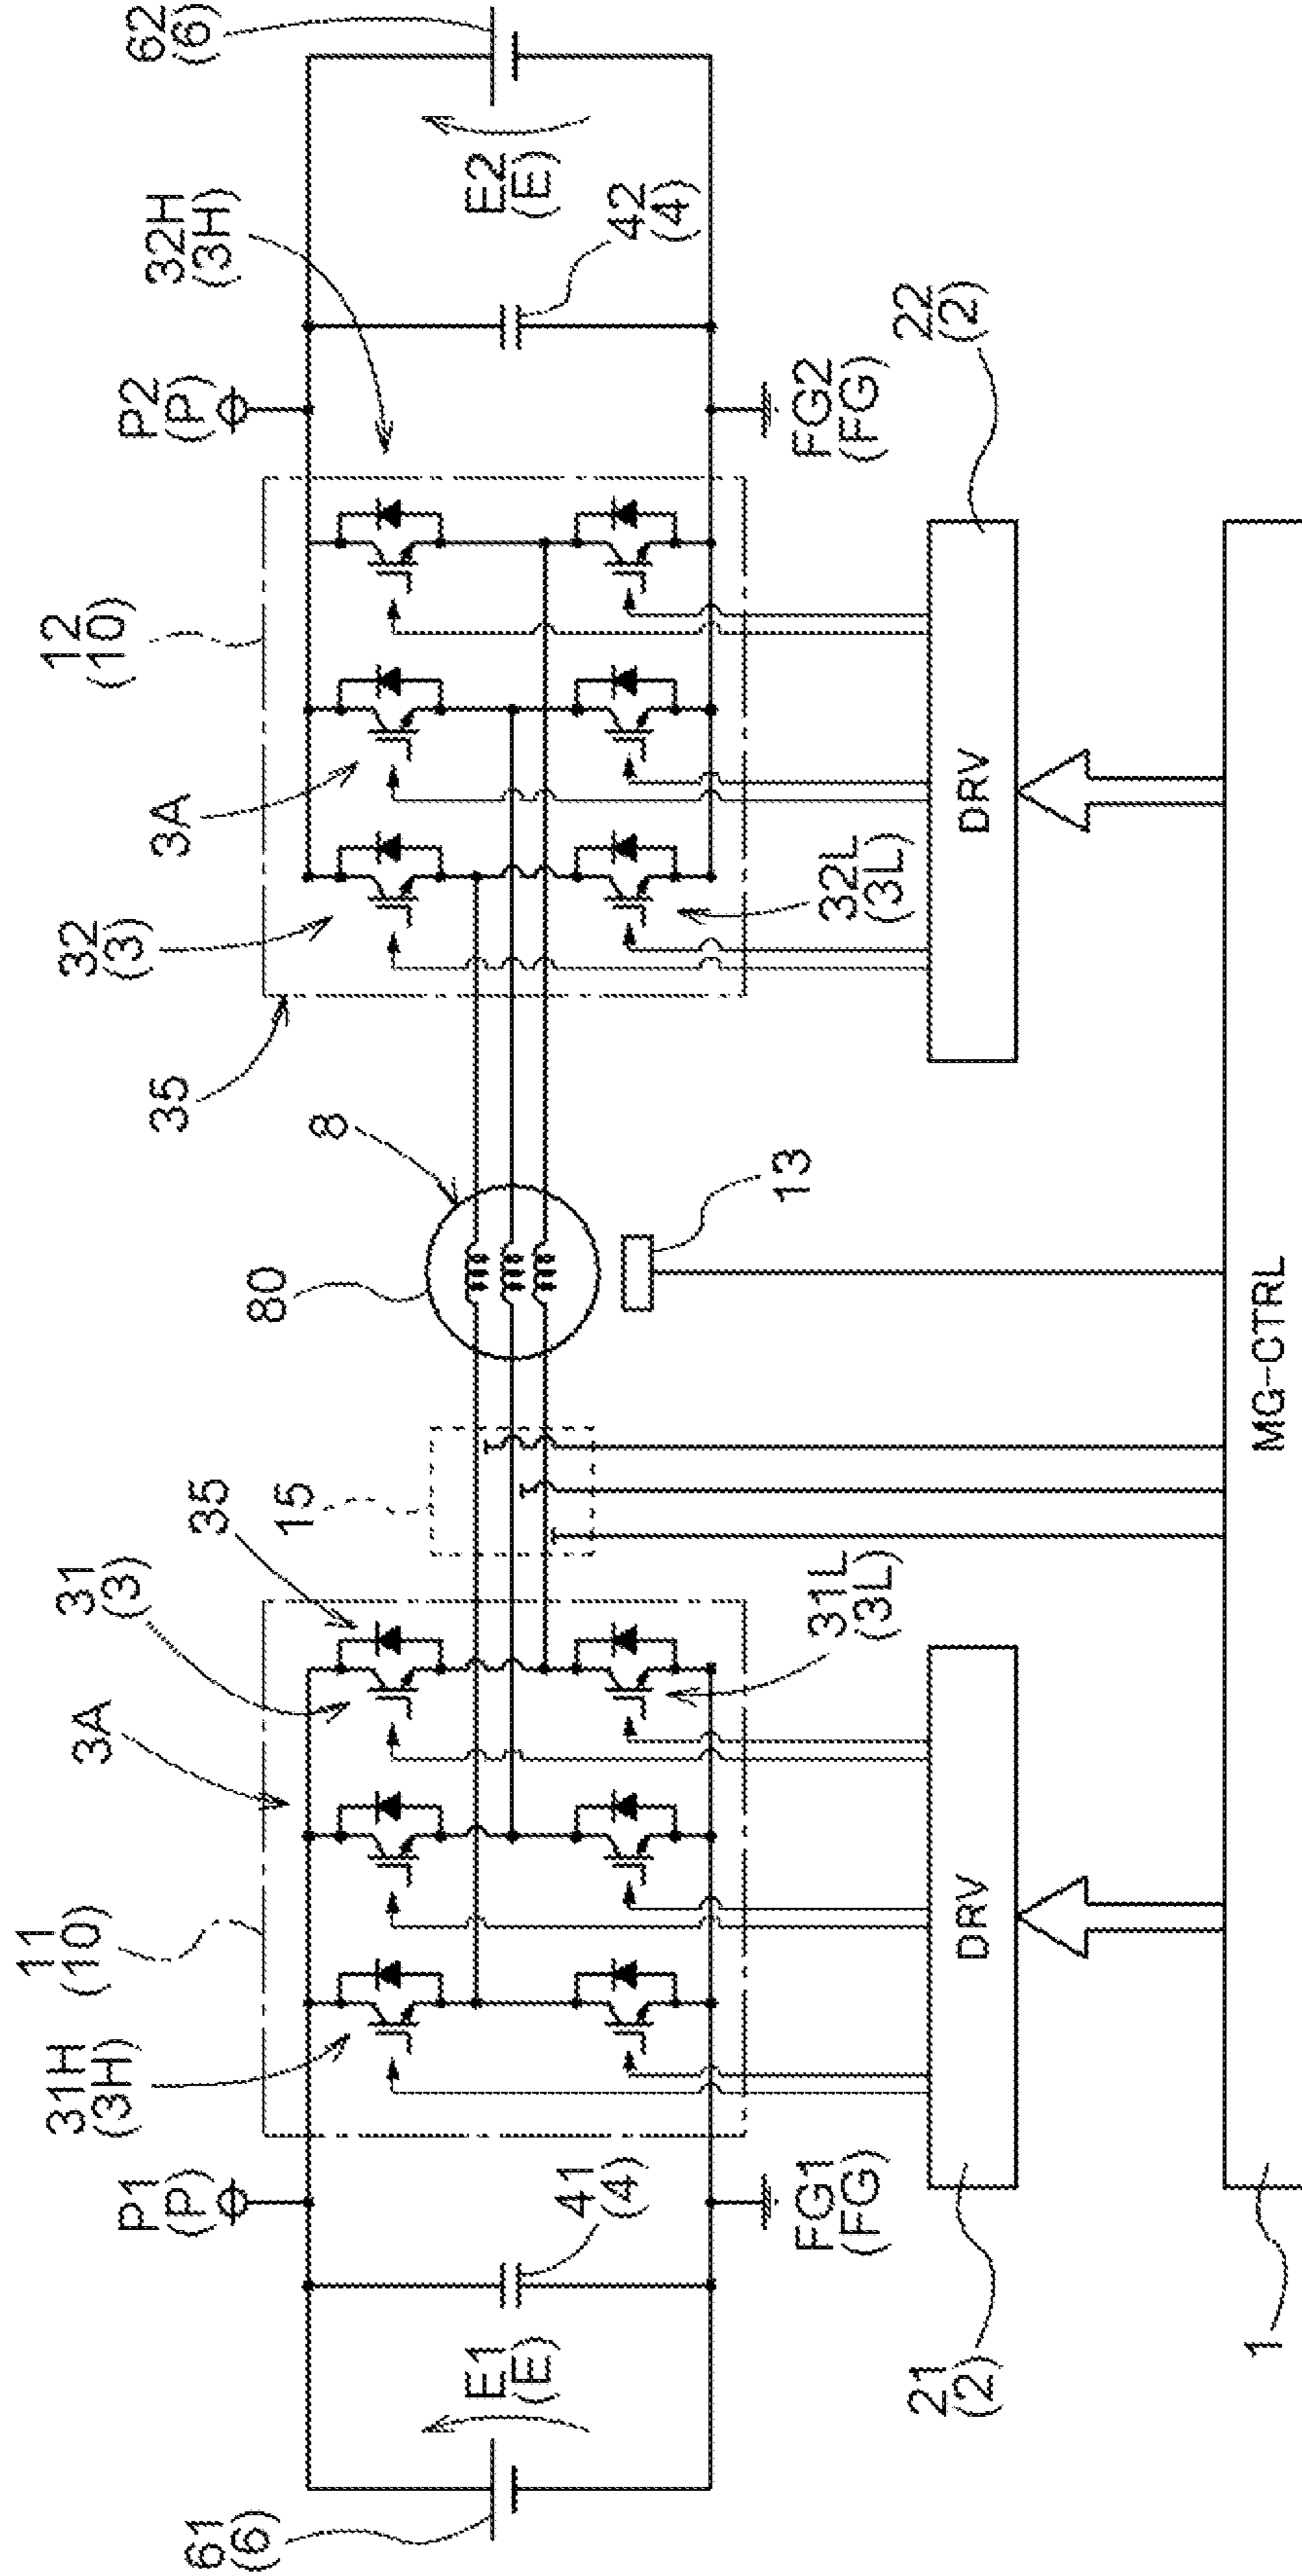 61
(6)
E1
(E)
41
(4)
P1
(P)
FG1
(FG)
31H
(3H)
11
(10)
3A
31
(3)
35
31L
(3L)
15
80
8
13
35
32
(3)
3A
12
(10)
32L
(3L)
32H
(3H)
P2
(P)
FG2
(FG)
42
(4)
E2
(E)
62
(6)
21
(2)
DRV
DRV
22
(2)
1
MG-CTRL